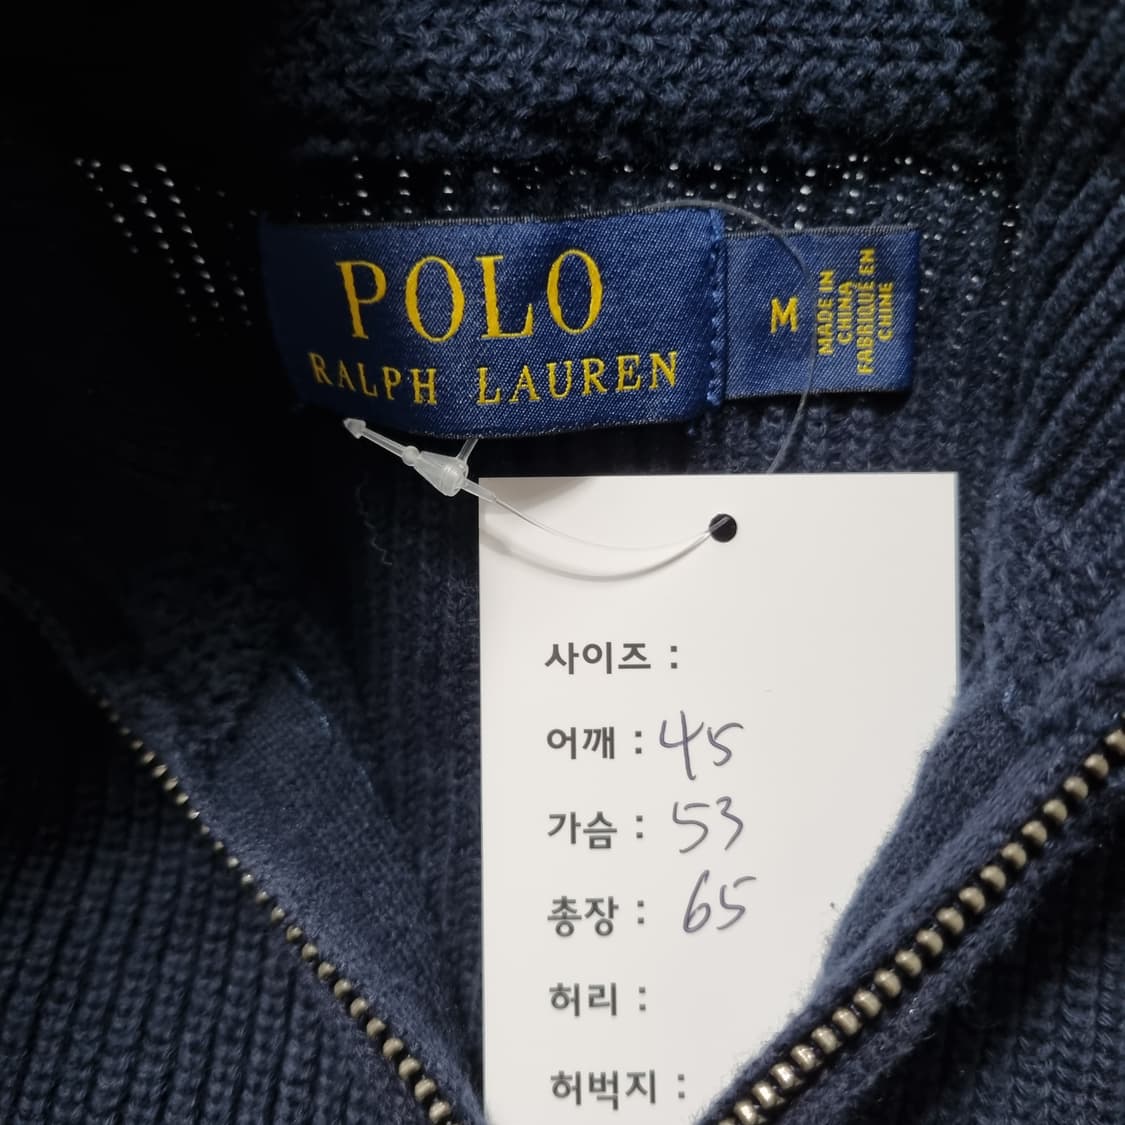 POLO
RALPH LAUREN
M
MADE IN
CHINA
FABRIQUÉ EN
CHINE
사이즈 :
어깨 : 45
가슴 : 53
총장 : 65
허리 :
허벅지 :